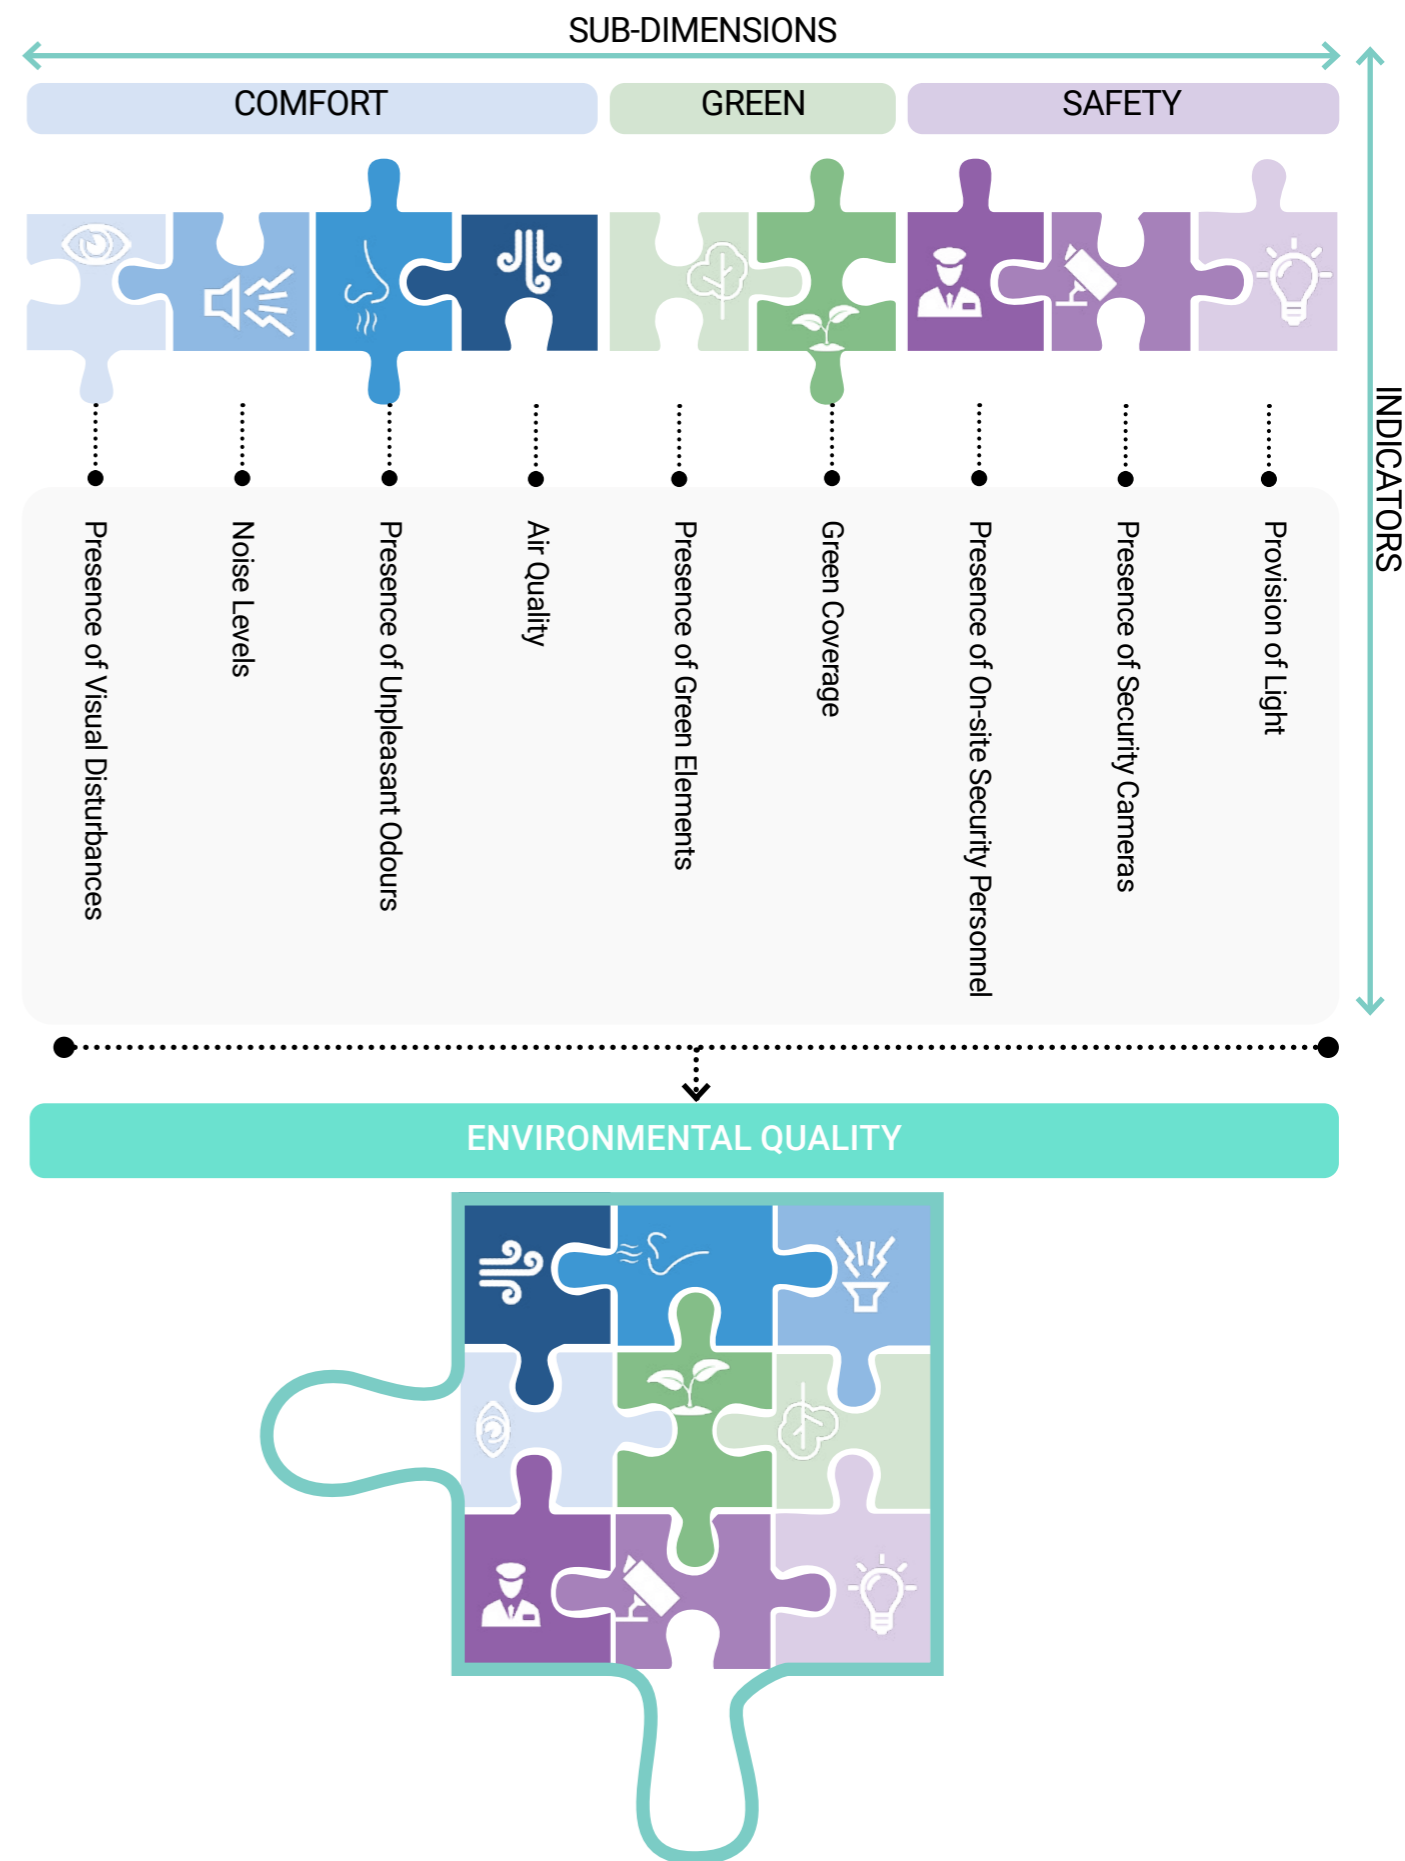 SUB-DIMENSIONS
COMFORT
GREEN
SAFETY
INDICATORS
Presence of Visual Disturbances
Noise Levels
Presence of Unpleasant Odours
Air Quality
Presence of Green Elements
Green Coverage
Presence of On-site Security Personnel
Presence of Security Cameras
Provision of Light
ENVIRONMENTAL QUALITY